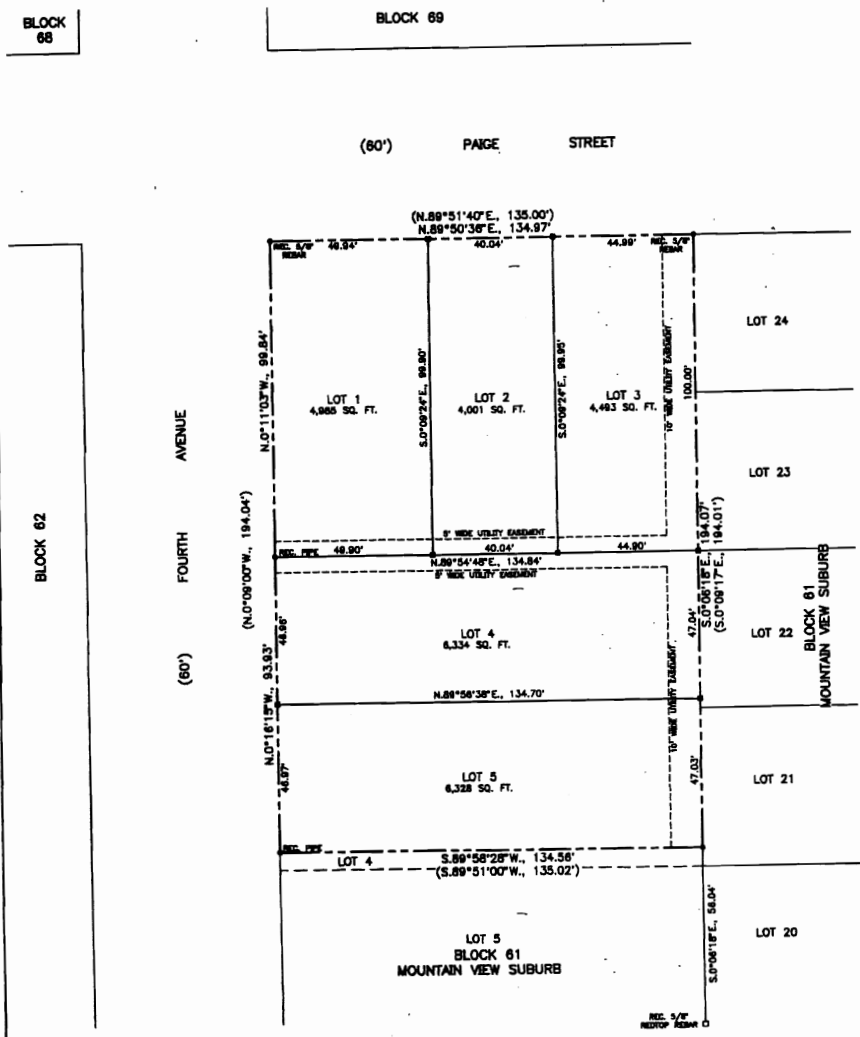 BLOCK
68
BLOCK 69
(60')
PAIGE
STREET
(N.89°51'40"E., 135.00')
N.89°50'36"E., 134.97'
REC. 5/8"
REBAR
49.94'
40.04'
44.99'
REC. 5/8"
REBAR
LOT 24
N.0°11'03"W., 99.84'
S.0°09'24"E., 99.90'
S.0°09'24"E., 99.95'
10' WIDE UTILITY EASEMENT
100.00'
LOT 1
4,985 SQ. FT.
LOT 2
4,001 SQ. FT.
LOT 3
4,493 SQ. FT.
FOURTH
AVENUE
(60')
LOT 23
BLOCK 62
(N.0°09'00"W., 194.04')
5' WIDE UTILITY EASEMENT
REC. PIPE
49.90'
40.04'
44.90'
N.89°54'48"E., 134.84'
5' WIDE UTILITY EASEMENT
S.0°06'18"E., 194.07'
(S.0°09'17"E., 194.01')
N.0°16'15"W., 93.93'
46.96'
LOT 4
6,334 SQ. FT.
10' WIDE UTILITY EASEMENT
47.04'
LOT 22
BLOCK 61
MOUNTAIN VIEW SUBURB
N.89°56'38"E., 134.70'
46.97'
LOT 5
6,328 SQ. FT.
47.03'
LOT 21
REC. PIPE
LOT 4
S.89°58'28"W., 134.56'
(S.89°51'00"W., 135.02')
LOT 5
BLOCK 61
MOUNTAIN VIEW SUBURB
S.0°06'18"E., 56.04'
LOT 20
REC. 5/8"
REDTOP REBAR